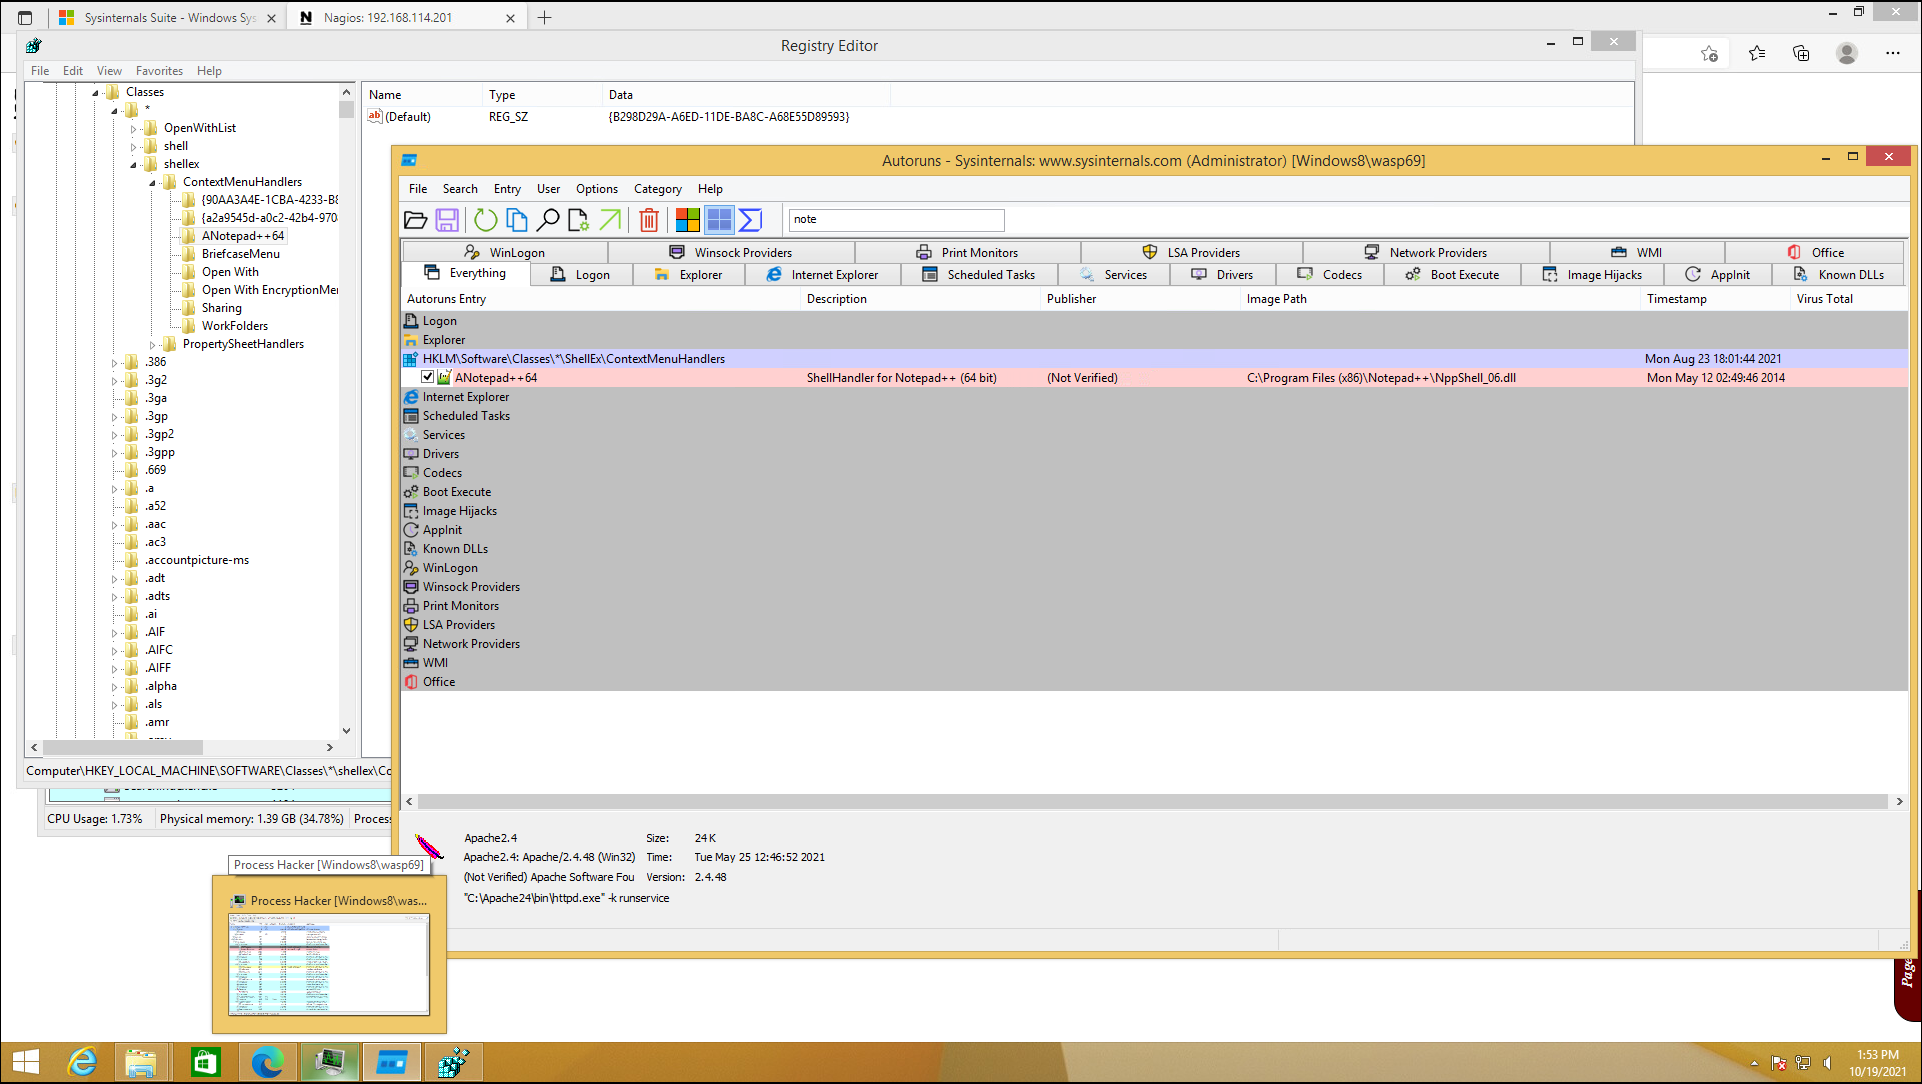 Sysinternals Suite - Windows Sys
Nagios: 192.168.114.201
Registry Editor
File Edit View Favorites Help
Classes
*
OpenWithList
shell
shellex
ContextMenuHandlers
{90AA3A4E-1CBA-4233-B8
{a2a9545d-a0c2-42b4-970
ANotepad++64
BriefcaseMenu
Open With
Open With EncryptionMen
Sharing
WorkFolders
PropertySheetHandlers
.386
.3g2
.3ga
.3gp
.3gp2
.3gpp
.669
.a
.a52
.aac
.ac3
.accountpicture-ms
.adt
.adts
.ai
.AIF
.AIFC
.AIFF
.alpha
.als
.amr
Name Type Data
(Default) REG_SZ {B298D29A-A6ED-11DE-BA8C-A68E55D89593}
Computer\HKEY_LOCAL_MACHINE\SOFTWARE\Classes\*\shellex\Co
CPU Usage: 1.73% Physical memory: 1.39 GB (34.78%) Process
Autoruns - Sysinternals: www.sysinternals.com (Administrator) [Windows8\wasp69]
File Search Entry User Options Category Help
note
WinLogon Winsock Providers Print Monitors LSA Providers Network Providers WMI Office
Everything Logon Explorer Internet Explorer Scheduled Tasks Services Drivers Codecs Boot Execute Image Hijacks AppInit Known DLLs
Autoruns Entry Description Publisher Image Path Timestamp Virus Total
Logon
Explorer
HKLM\Software\Classes\*\ShellEx\ContextMenuHandlers Mon Aug 23 18:01:44 2021
ANotepad++64 ShellHandler for Notepad++ (64 bit) (Not Verified) C:\Program Files (x86)\Notepad++\NppShell_06.dll Mon May 12 02:49:46 2014
Internet Explorer
Scheduled Tasks
Services
Drivers
Codecs
Boot Execute
Image Hijacks
AppInit
Known DLLs
WinLogon
Winsock Providers
Print Monitors
LSA Providers
Network Providers
WMI
Office
Apache2.4 Size: 24 K
Apache2.4: Apache/2.4.48 (Win32) Time: Tue May 25 12:46:52 2021
(Not Verified) Apache Software Fou Version: 2.4.48
"C:\Apache24\bin\httpd.exe" -k runservice
Process Hacker [Windows8\wasp69]
Process Hacker [Windows8\was...
Page
1:53 PM
10/19/2021